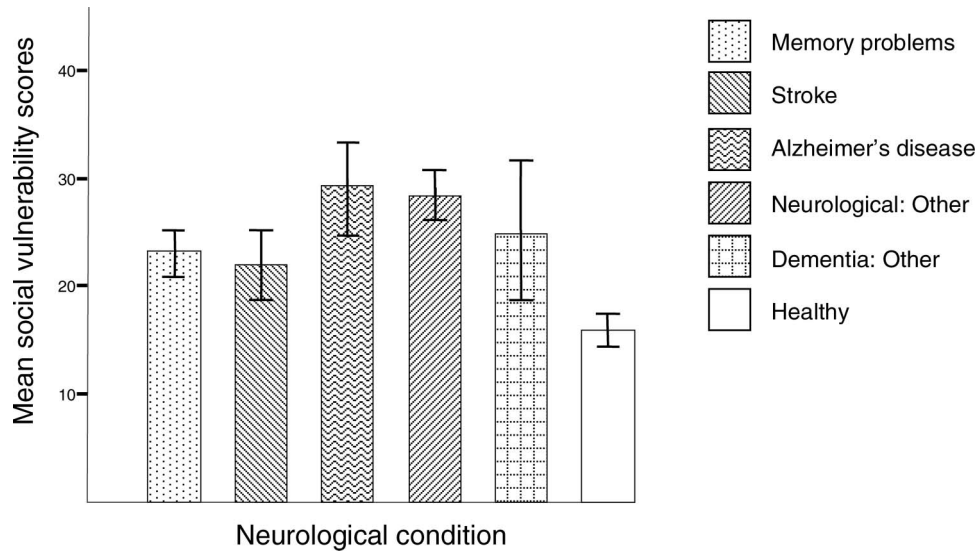 Mean social vulnerability scores
40
30
20
10
Neurological condition
Memory problems
Stroke
Alzheimer's disease
Neurological: Other
Dementia: Other
Healthy